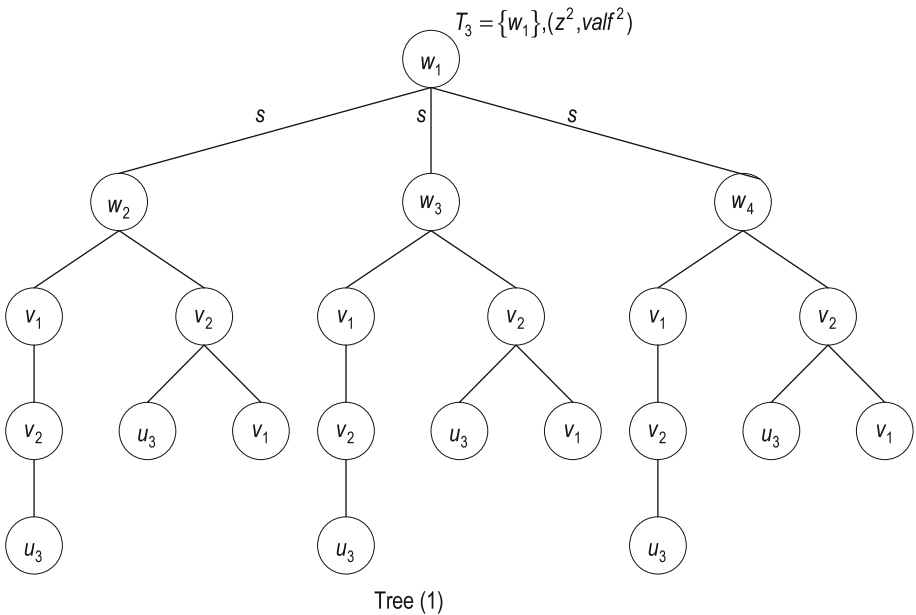 T₃ = {w₁},(z²,valf²)
w₁
s s s
w₂ w₃ w₄
v₁ v₂ v₁ v₂ v₁ v₂
v₂ u₃ v₁ v₂ u₃ v₁ v₂ u₃ v₁
u₃ u₃ u₃
Tree (1)